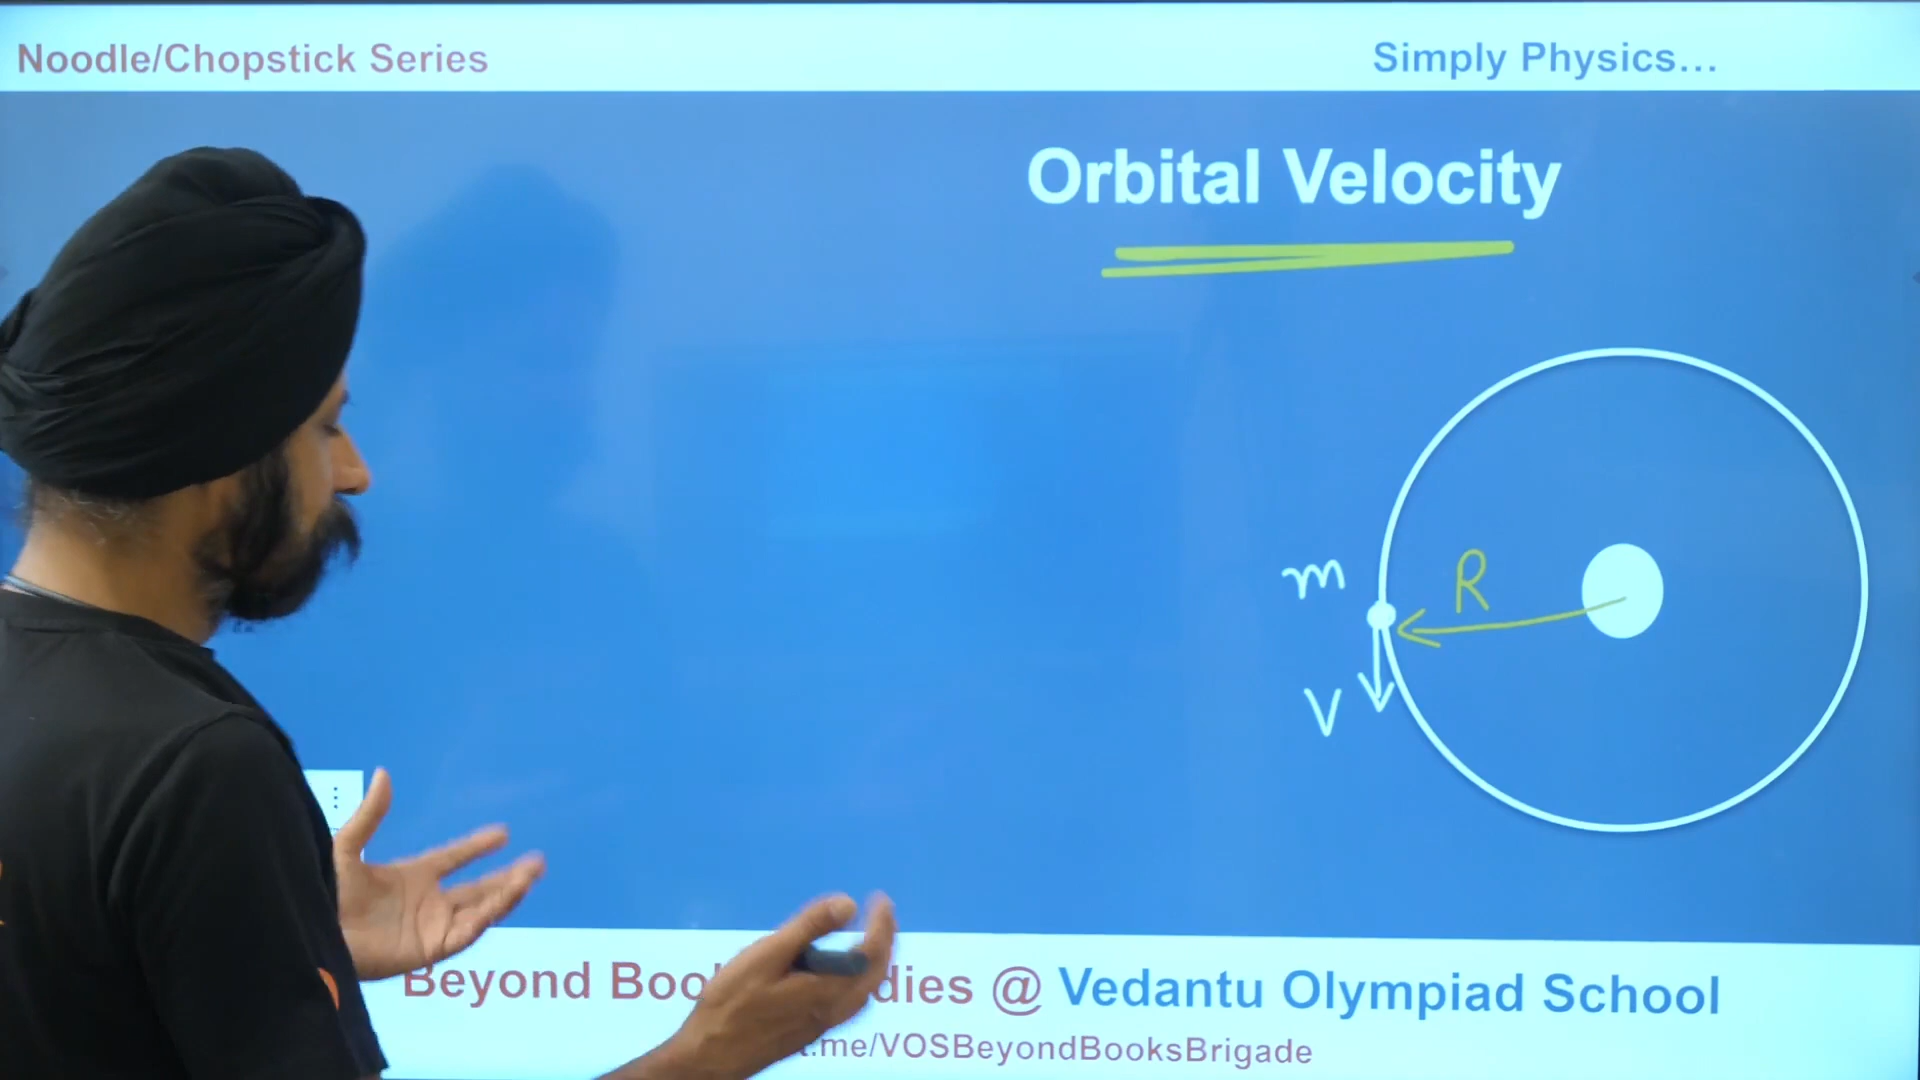 Noodle/Chopstick Series
Simply Physics...
Orbital Velocity
m
R
V
Beyond Boo dies @ Vedantu Olympiad School
t.me/VOSBeyondBooksBrigade